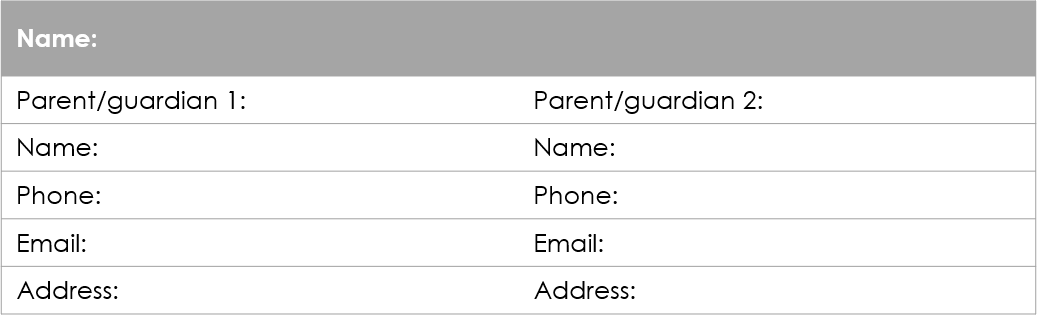 Name:
Parent/guardian 1: Parent/guardian 2:
Name: Name:
Phone: Phone:
Email: Email:
Address: Address: